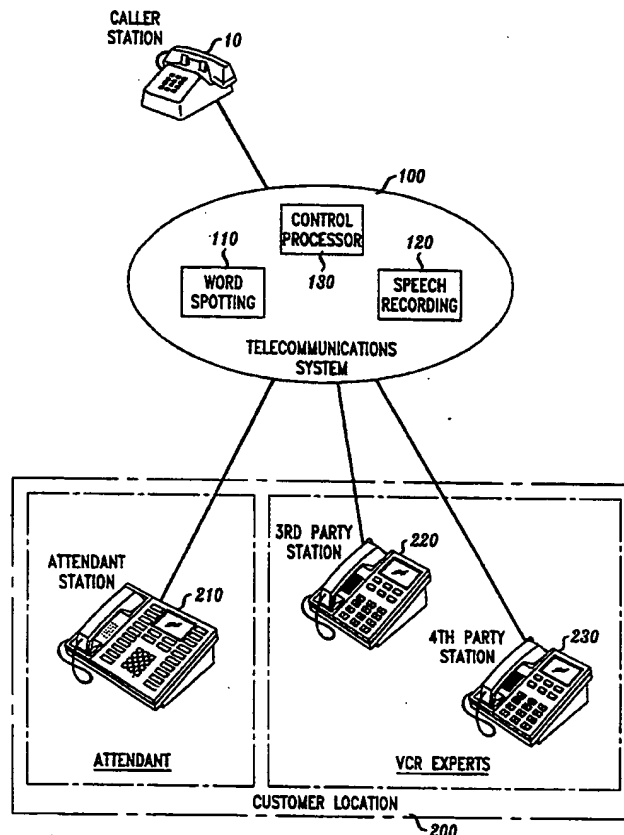 CALLER
STATION
10
100
CONTROL
PROCESSOR
130
110
WORD
SPOTTING
120
SPEECH
RECORDING
TELECOMMUNICATIONS
SYSTEM
ATTENDANT
STATION
210
3RD PARTY
STATION
220
4TH PARTY
STATION
230
ATTENDANT
VCR EXPERTS
CUSTOMER LOCATION
200